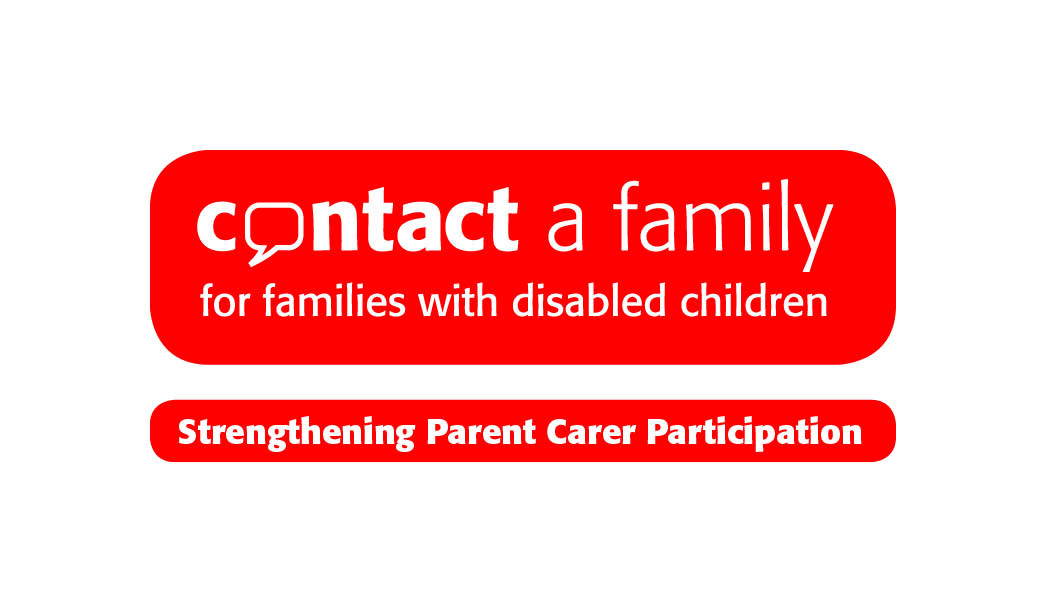 contact a family
for families with disabled children
Strengthening Parent Carer Participation